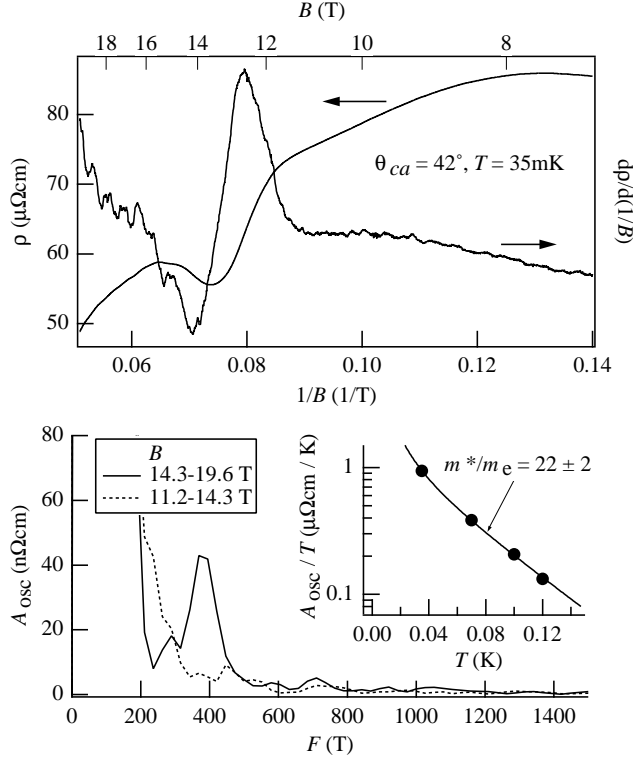 B (T)
18 16 14 12 10 8
80
70
60
50
ρ (μΩcm)
θca = 42°, T = 35mK
dρ/d(1/B)
0.06 0.08 0.10 0.12 0.14
1/B (1/T)
80
60
40
20
0
Aosc (nΩcm)
B
14.3-19.6 T
11.2-14.3 T
1
0.1
Aosc / T (μΩcm / K)
m*/me = 22 ± 2
0.00 0.04 0.08 0.12
T (K)
0 200 400 600 800 1000 1200 1400
F (T)